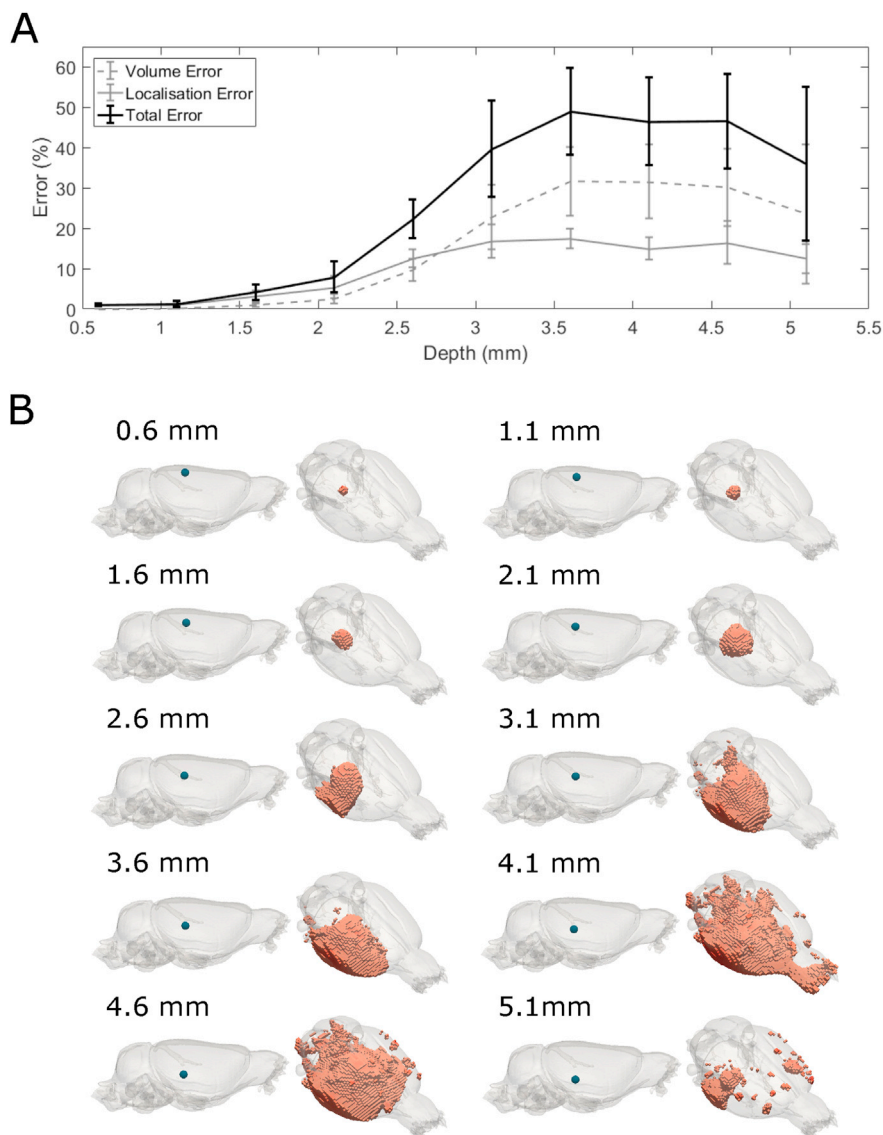 A
60
50
40
30
20
10
0
Error (%)
Volume Error
Localisation Error
Total Error
0.5 1 1.5 2 2.5 3 3.5 4 4.5 5 5.5
Depth (mm)
B
0.6 mm 1.1 mm
1.6 mm 2.1 mm
2.6 mm 3.1 mm
3.6 mm 4.1 mm
4.6 mm 5.1mm